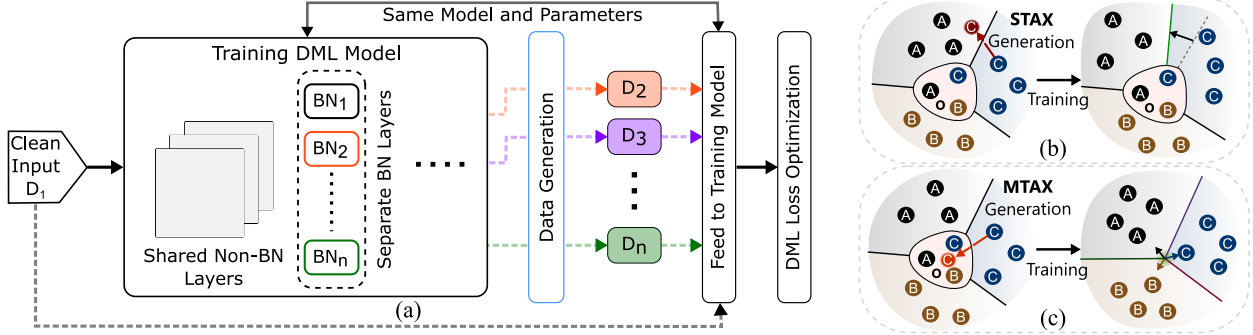 Same Model and Parameters
Training DML Model
Clean
Input
D1
Shared Non-BN
Layers
BN1
BN2
BNn
Separate BN Layers
Data Generation
D2
D3
Dn
Feed to Training Model
DML Loss Optimization
(a)
STAX
Generation
Training
A
A
A
A
A
C
C
C
C
C
O
B
B
B
B
B
A
A
A
A
C
C
C
C
O
B
B
B
B
B
(b)
MTAX
Generation
Training
A
A
A
A
A
C
C
C
C
C
O
B
B
B
B
B
A
A
A
A
C
C
C
C
B
B
B
B
(c)